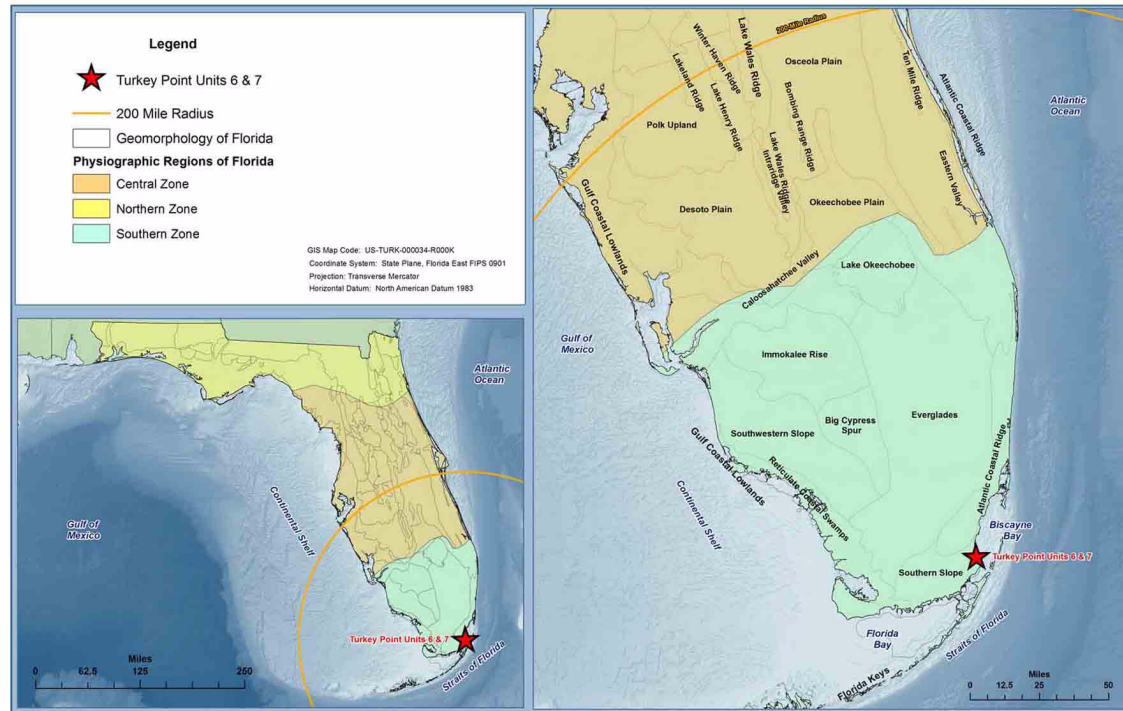 Legend
Turkey Point Units 6 & 7
200 Mile Radius
Geomorphology of Florida
Physiographic Regions of Florida
Central Zone
Northern Zone
Southern Zone
GIS Map Code: US-TURK-000034-R000K
Coordinate System: State Plane, Florida East FIPS 0901
Projection: Transverse Mercator
Horizontal Datum: North American Datum 1983
Atlantic
Ocean
Gulf of
Mexico
Continental Shelf
Turkey Point Units 6 & 7
Straits of Florida
Miles
0 62.5 125 250
200-Mile Radius
Winter Haven Ridge
Lake Wales Ridge
Osceola Plain
Ten Mile Ridge
Atlantic Coastal Ridge
Atlantic
Ocean
Lakeland Ridge
Lake Henry Ridge
Bombing Range Ridge
Polk Upland
Lake Wales Ridge
Intraridge Valley
Eastern Valley
Gulf Coastal Lowlands
Desoto Plain
Okeechobee Plain
Caloosahatchee Valley
Lake Okeechobee
Gulf of
Mexico
Immokalee Rise
Big Cypress
Spur
Everglades
Southwestern Slope
Gulf Coastal Lowlands
Reticulate Coastal Swamps
Continental Shelf
Atlantic Coastal Ridge
Biscayne
Bay
Turkey Point Units 6 & 7
Southern Slope
Florida
Bay
Straits of Florida
Florida Keys
Miles
0 12.5 25 50